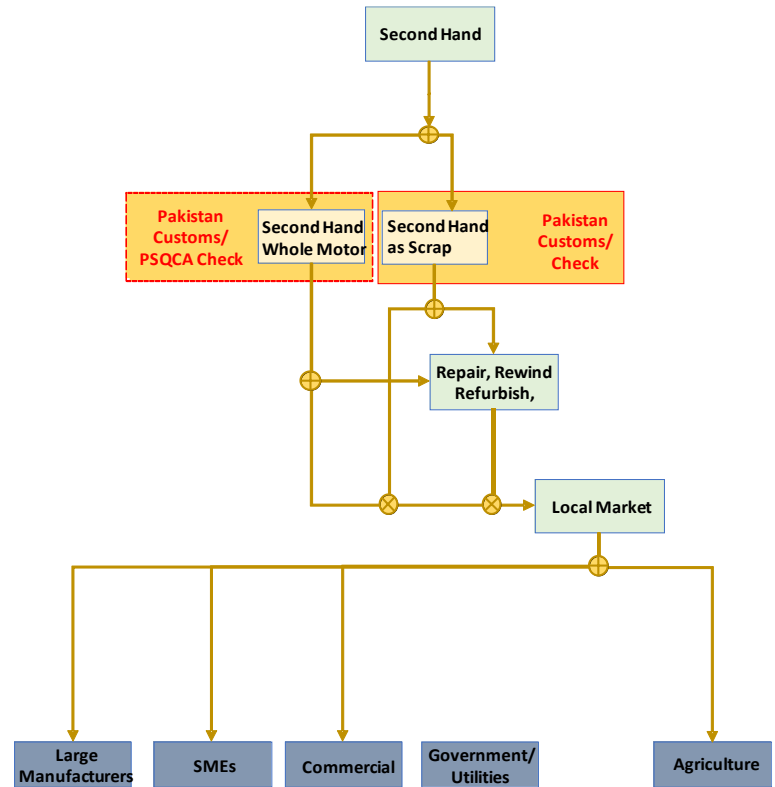 Second Hand
Pakistan
Customs/
PSQCA Check
Second Hand
Whole Motor
Second Hand
as Scrap
Pakistan
Customs/
Check
Repair, Rewind
Refurbish,
Local Market
Large
Manufacturers
SMEs
Commercial
Government/
Utilities
Agriculture